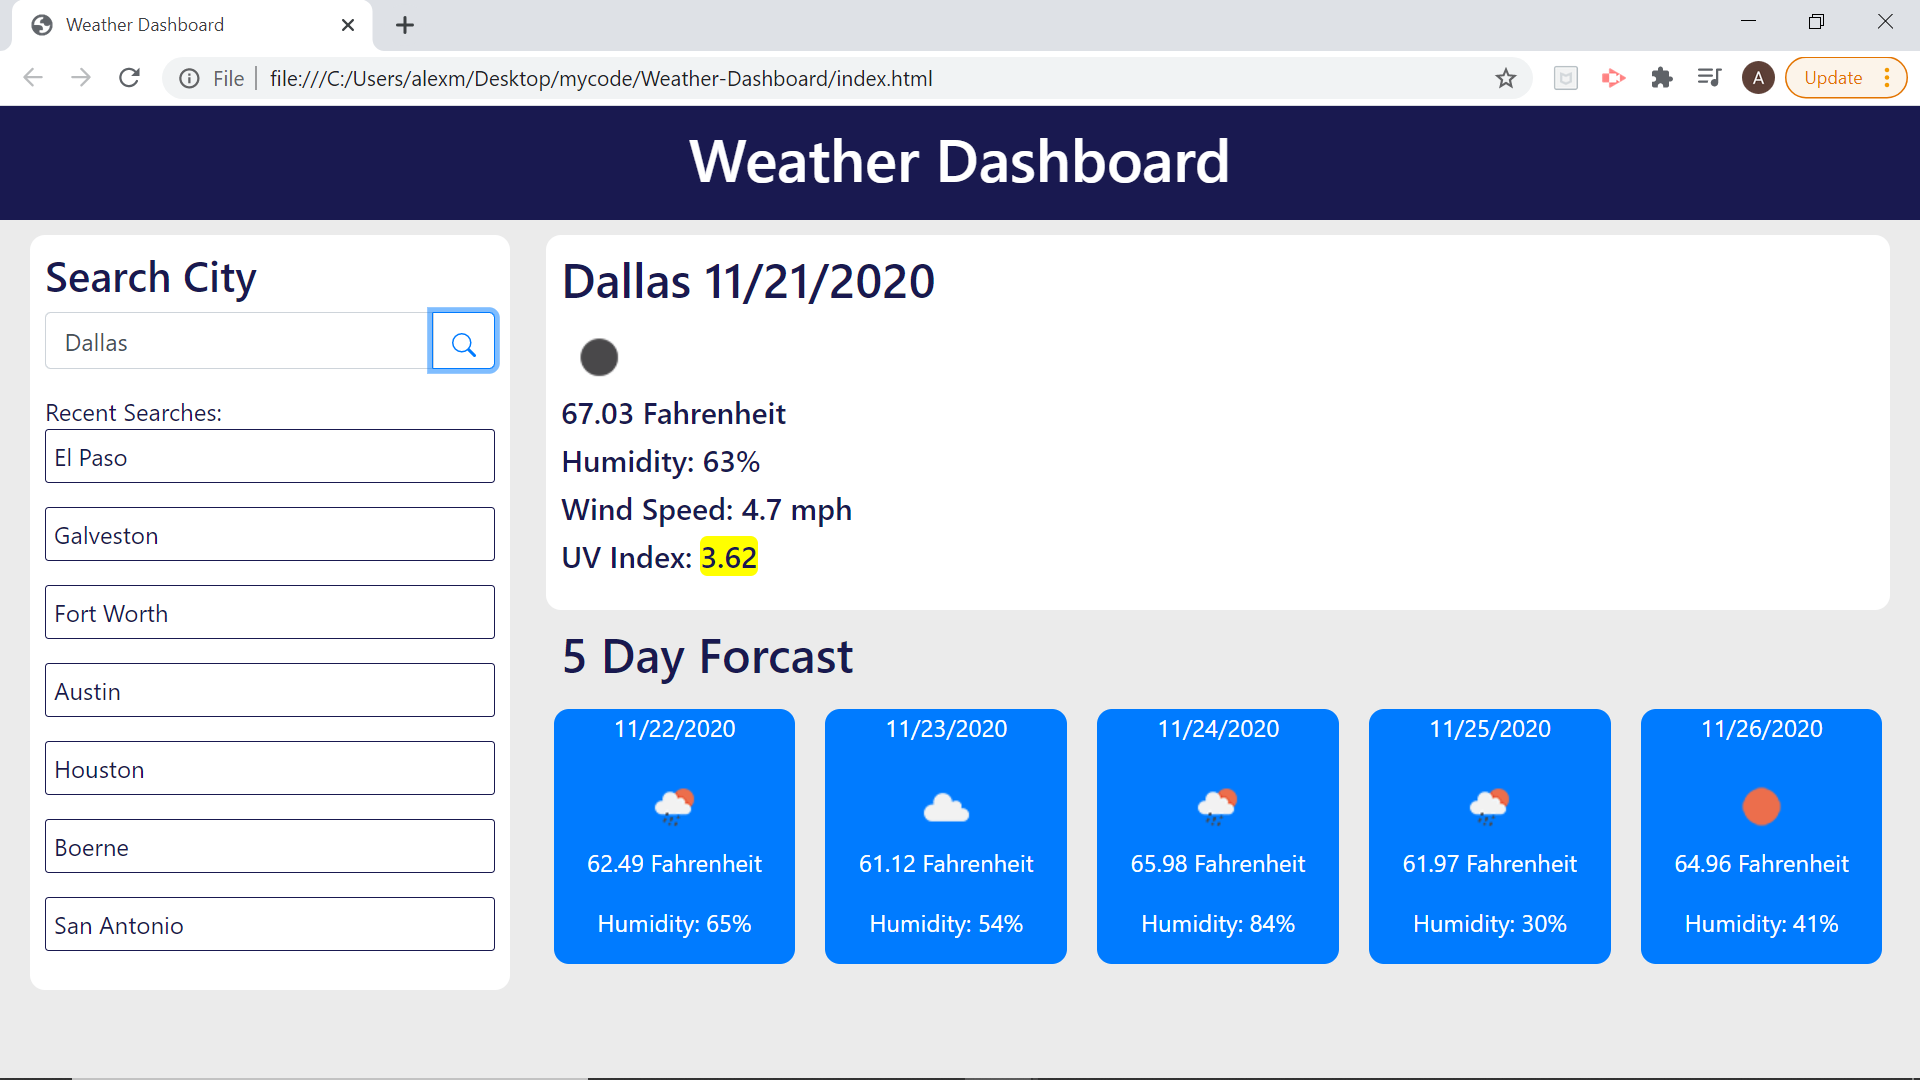 Weather Dashboard
File file:///C:/Users/alexm/Desktop/mycode/Weather-Dashboard/index.html
A
Update
Weather Dashboard
Search City
Dallas
Recent Searches:
El Paso
Galveston
Fort Worth
Austin
Houston
Boerne
San Antonio
Dallas 11/21/2020
67.03 Fahrenheit
Humidity: 63%
Wind Speed: 4.7 mph
UV Index: 3.62
5 Day Forcast
11/22/2020
62.49 Fahrenheit
Humidity: 65%
11/23/2020
61.12 Fahrenheit
Humidity: 54%
11/24/2020
65.98 Fahrenheit
Humidity: 84%
11/25/2020
61.97 Fahrenheit
Humidity: 30%
11/26/2020
64.96 Fahrenheit
Humidity: 41%